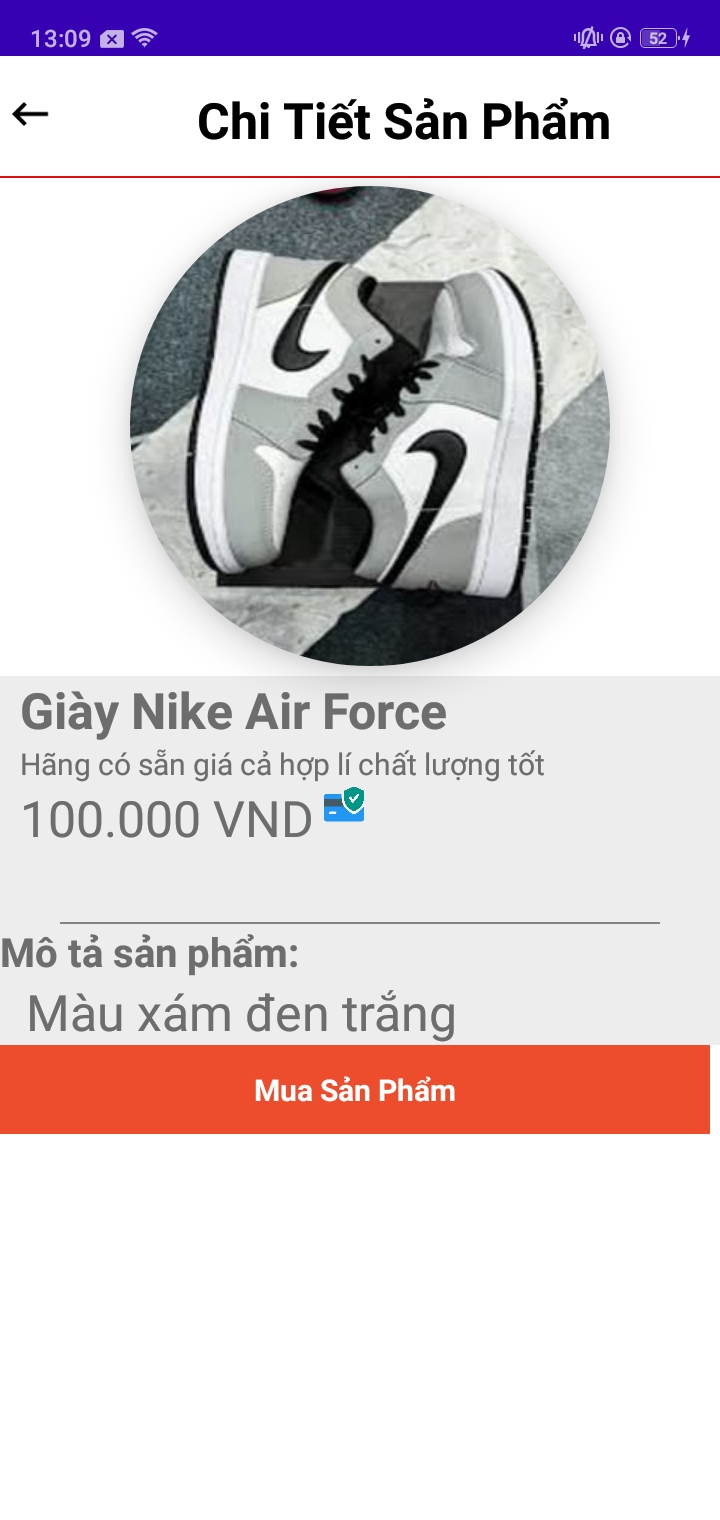 13:09
52
Chi Tiết Sản Phẩm
Giày Nike Air Force
Hãng có sẵn giá cả hợp lí chất lượng tốt
100.000 VND
Mô tả sản phẩm:
Màu xám đen trắng
Mua Sản Phẩm